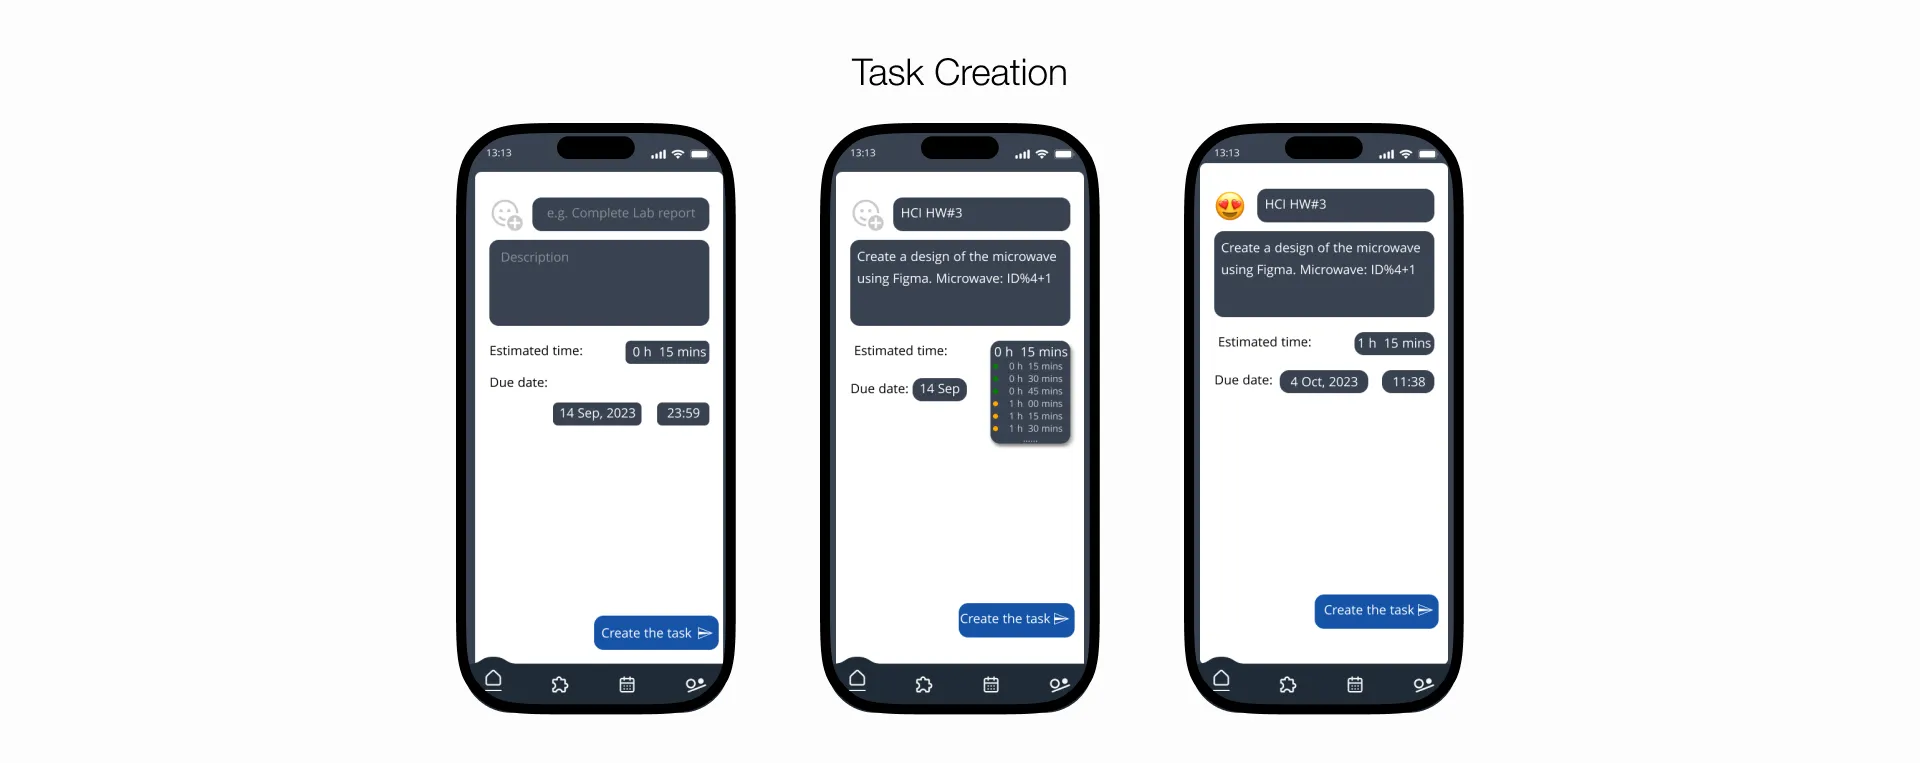 Task Creation
13:13
e.g. Complete Lab report
Description
Estimated time:
0 h 15 mins
Due date:
14 Sep, 2023
23:59
Create the task
13:13
HCI HW#3
Create a design of the microwave
using Figma. Microwave: ID%4+1
Estimated time:
0 h 15 mins
0 h 15 mins
0 h 30 mins
0 h 45 mins
1 h 00 mins
1 h 15 mins
1 h 30 mins
......
Due date:
14 Sep
Create the task
13:13
HCI HW#3
Create a design of the microwave
using Figma. Microwave: ID%4+1
Estimated time:
1 h 15 mins
Due date:
4 Oct, 2023
11:38
Create the task